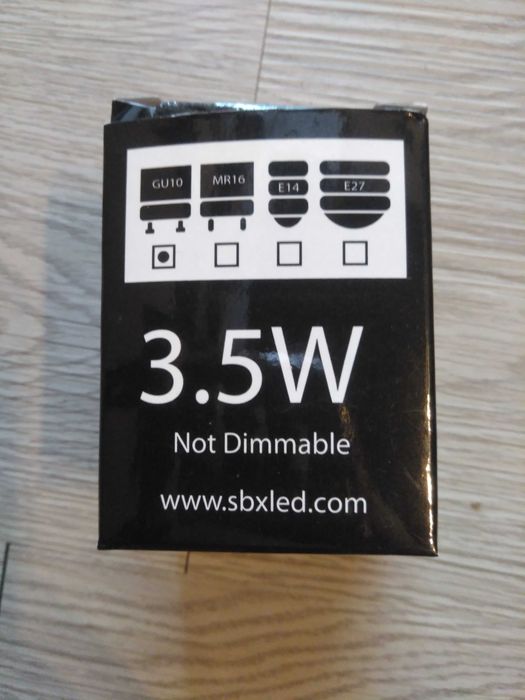 GU10 MR16 E14 E27
3.5W
Not Dimmable
www.sbxled.com